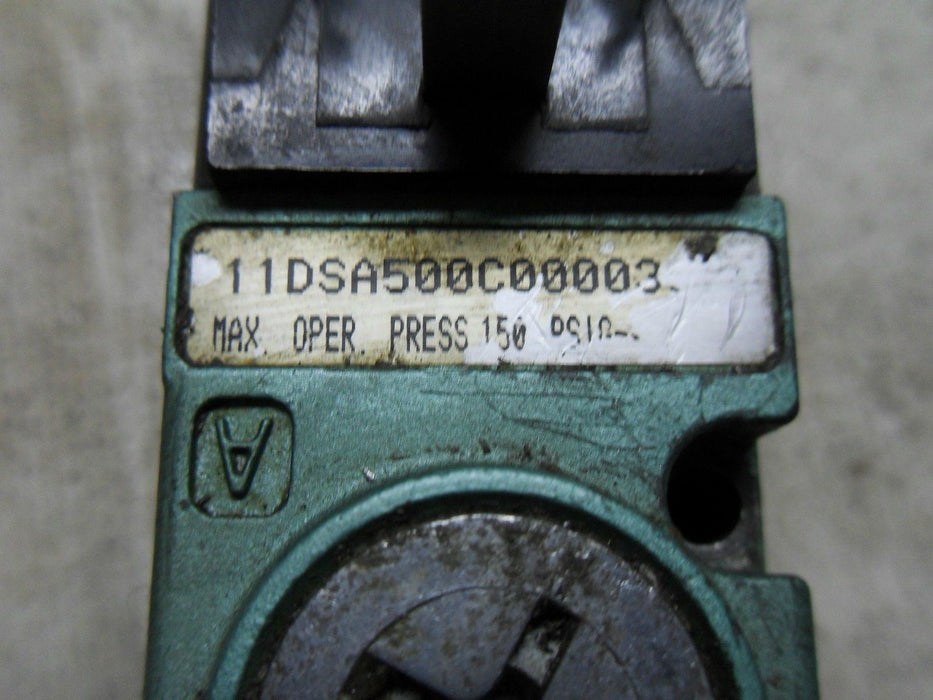 11DSA500C00003
MAX. OPER. PRESS 150
A